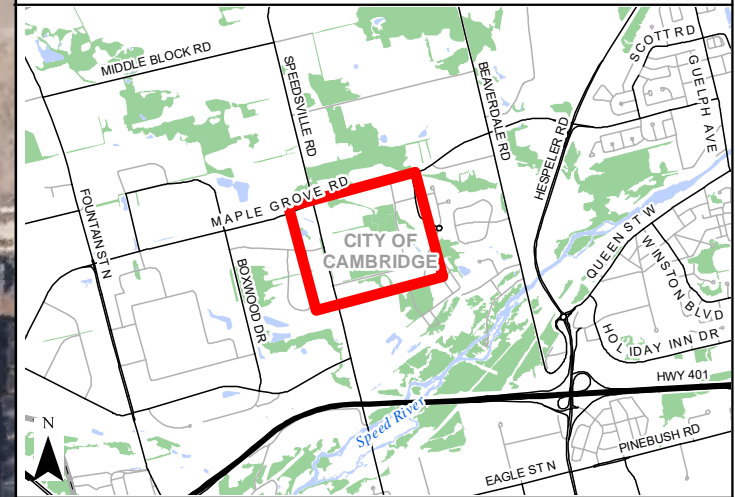 SCOTT RD
MIDDLE BLOCK RD
SPEEDSVILLE RD
BEAVERDALE RD
GUELPH AVE
HESPELER RD
MAPLE GROVE RD
FOUNTAIN ST N
CITY OF
CAMBRIDGE
QUEEN ST W
WINSTON BLVD
BOXWOOD DR
HOLIDAY INN DR
HWY 401
Speed River
N
PINEBUSH RD
EAGLE ST N